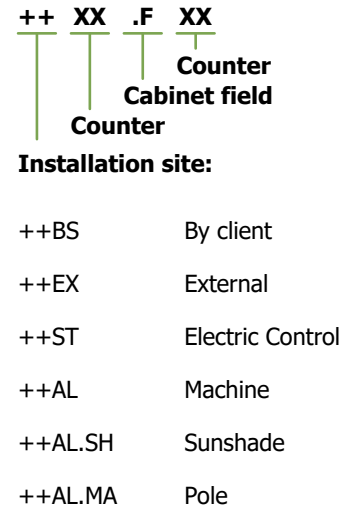 ++ XX .F XX
Counter
Cabinet field
Counter
Installation site:
++BS By client
++EX External
++ST Electric Control
++AL Machine
++AL.SH Sunshade
++AL.MA Pole